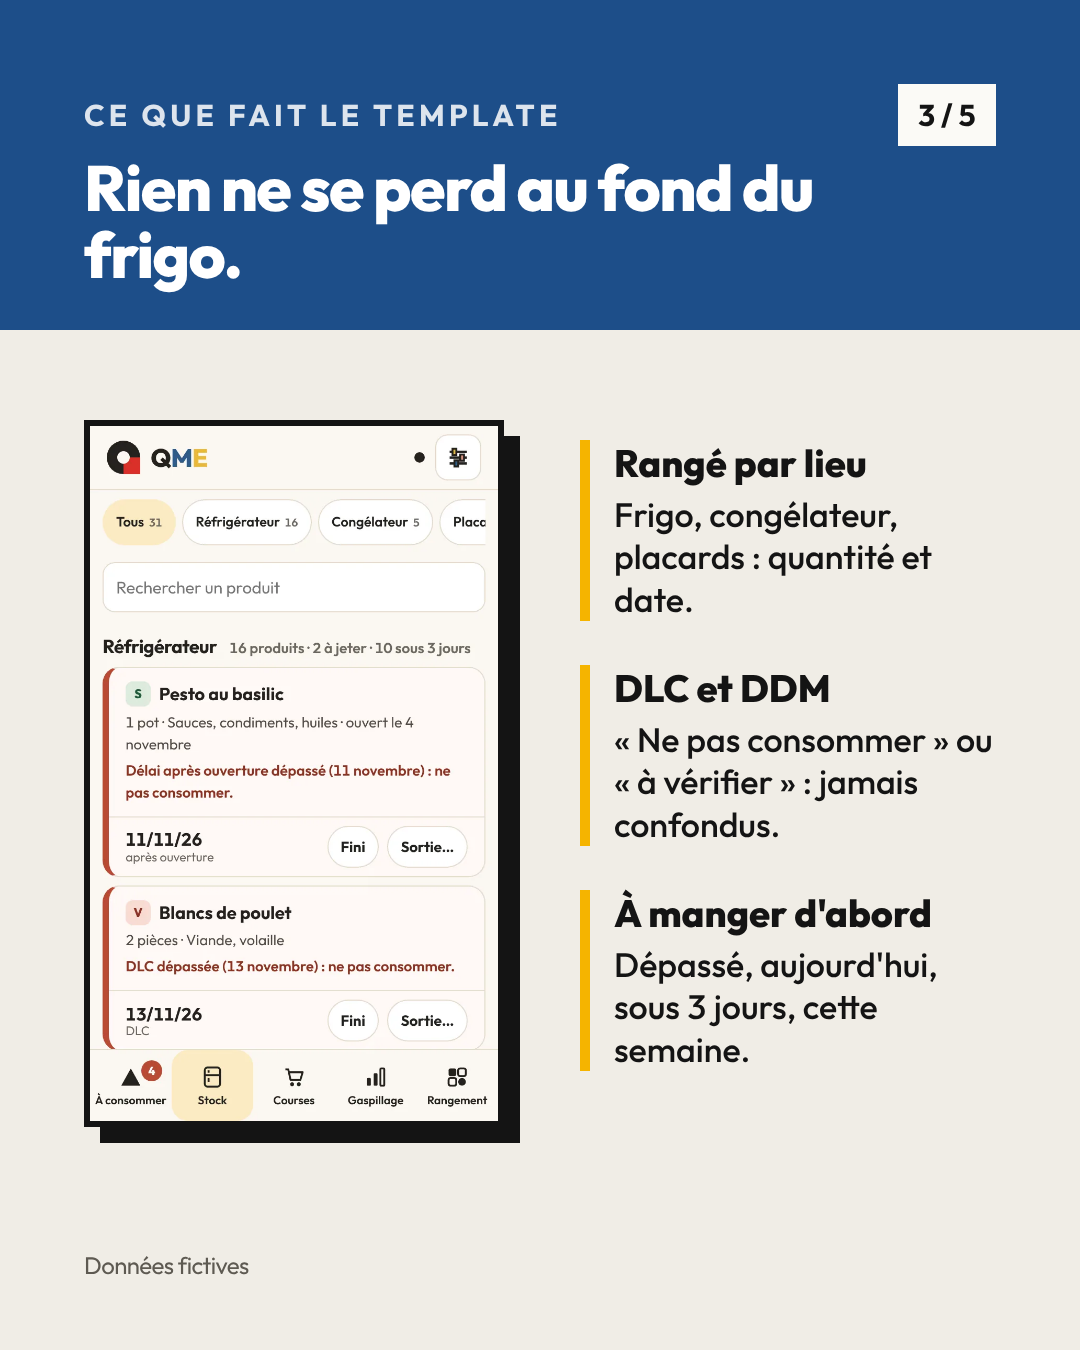 CE QUE FAIT LE TEMPLATE
3/5
Rien ne se perd au fond du
frigo.
QME
Tous 31
Réfrigérateur 16
Congélateur 5
Placa
Rechercher un produit
Réfrigérateur 16 produits · 2 à jeter · 10 sous 3 jours
S Pesto au basilic
1 pot · Sauces, condiments, huiles · ouvert le 4
novembre
Délai après ouverture dépassé (11 novembre) : ne
pas consommer.
11/11/26
après ouverture
Fini
Sortie...
V Blancs de poulet
2 pièces · Viande, volaille
DLC dépassée (13 novembre) : ne pas consommer.
13/11/26
DLC
Fini
Sortie...
4
À consommer
Stock
Courses
Gaspillage
Rangement
Rangé par lieu
Frigo, congélateur,
placards : quantité et
date.
DLC et DDM
« Ne pas consommer » ou
« à vérifier » : jamais
confondus.
À manger d'abord
Dépassé, aujourd'hui,
sous 3 jours, cette
semaine.
Données fictives